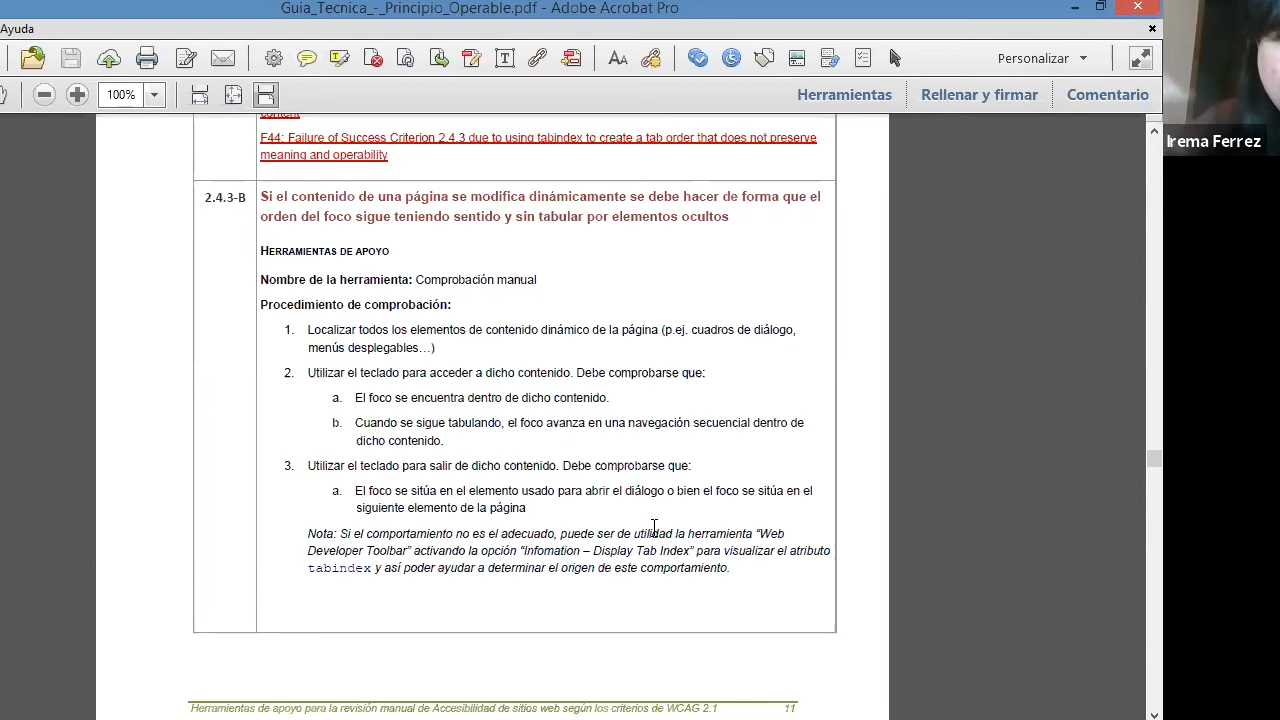 Guia_Tecnica_-_Principio_Operable.pdf - Adobe Acrobat Pro
Ayuda
Personalizar
100%
Herramientas
Rellenar y firmar
Comentario
Irema Ferrez
content
F44: Failure of Success Criterion 2.4.3 due to using tabindex to create a tab order that does not preserve
meaning and operability
2.4.3-B
Si el contenido de una página se modifica dinámicamente se debe hacer de forma que el
orden del foco sigue teniendo sentido y sin tabular por elementos ocultos
HERRAMIENTAS DE APOYO
Nombre de la herramienta: Comprobación manual
Procedimiento de comprobación:
1. Localizar todos los elementos de contenido dinámico de la página (p.ej. cuadros de diálogo,
menús desplegables…)
2. Utilizar el teclado para acceder a dicho contenido. Debe comprobarse que:
a. El foco se encuentra dentro de dicho contenido.
b. Cuando se sigue tabulando, el foco avanza en una navegación secuencial dentro de
dicho contenido.
3. Utilizar el teclado para salir de dicho contenido. Debe comprobarse que:
a. El foco se sitúa en el elemento usado para abrir el diálogo o bien el foco se sitúa en el
siguiente elemento de la página
Nota: Si el comportamiento no es el adecuado, puede ser de utilidad la herramienta “Web
Developer Toolbar” activando la opción “Infomation – Display Tab Index” para visualizar el atributo
tabindex y así poder ayudar a determinar el origen de este comportamiento.
Herramientas de apoyo para la revisión manual de Accesibilidad de sitios web según los criterios de WCAG 2.1
11